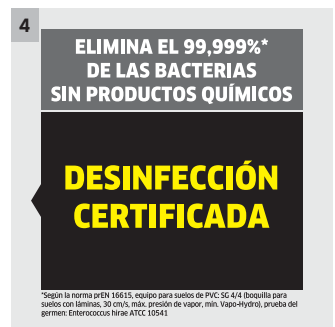 4
ELIMINA EL 99,999%*
DE LAS BACTERIAS
SIN PRODUCTOS QUÍMICOS
DESINFECCIÓN
CERTIFICADA
*Según la norma prEN 16615, equipo para suelos de PVC: SG 4/4 (boquilla para
suelos con láminas, 30 cm/s, máx. presión de vapor, mín. Vapo-Hydro), prueba del
germen: Enterococcus hirae ATCC 10541